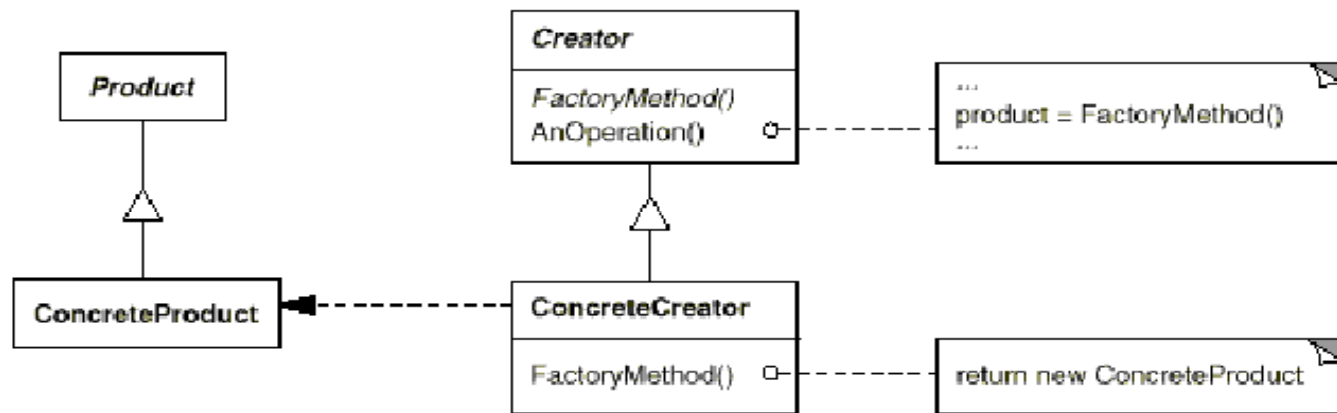 Product
ConcreteProduct
Creator
FactoryMethod()
AnOperation()
...
product = FactoryMethod()
...
ConcreteCreator
FactoryMethod()
return new ConcreteProduct